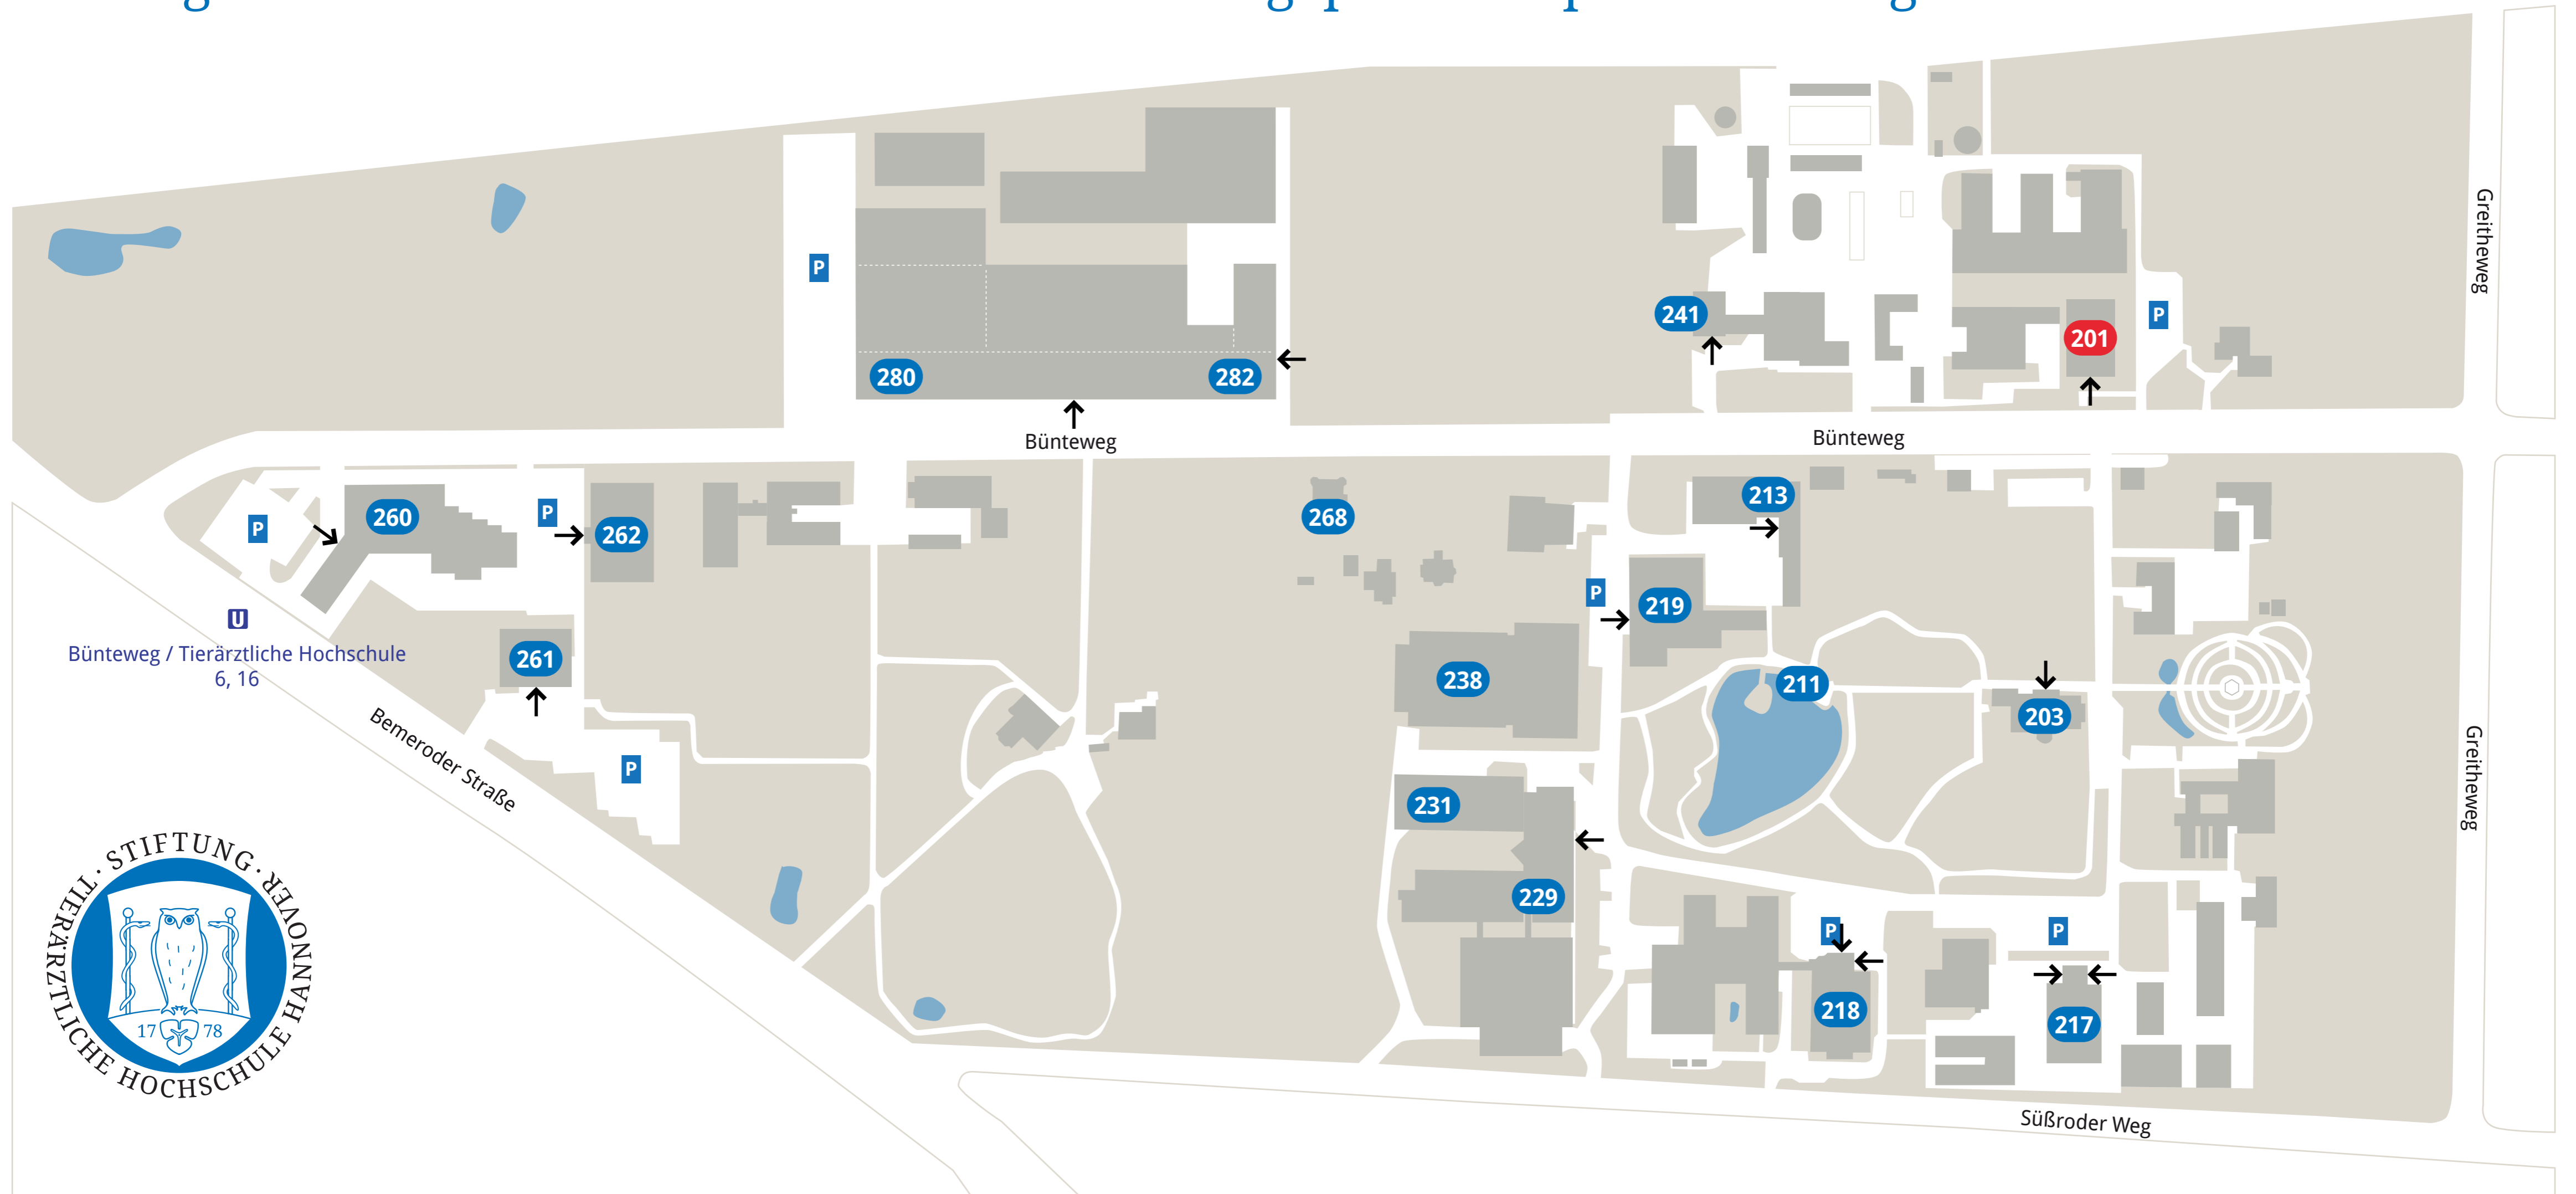 P
241
P
201
280
282
Bünteweg
Bünteweg
Greitheweg
P
260
P
262
268
213
P
219
U
Bünteweg / Tierärztliche Hochschule
6, 16
261
238
211
203
Bemeroder Straße
P
231
Greitheweg
229
P
P
218
217
Süßroder Weg
STIFTUNG · TIERÄRZTLICHE HOCHSCHULE HANNOVER ·
17 78